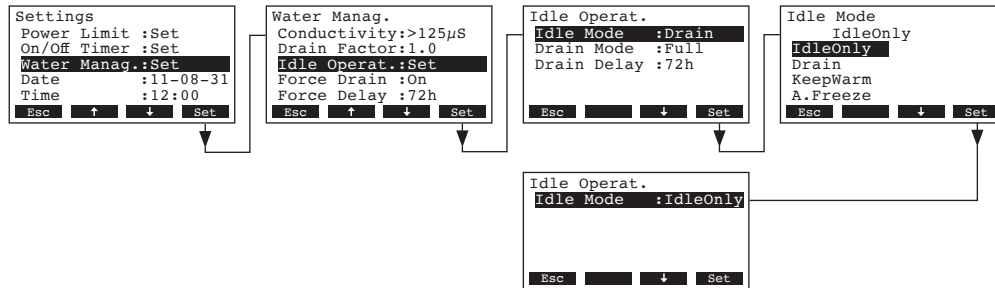 Settings
Power Limit :Set
On/Off Timer :Set
Water Manag.:Set
Date :11-08-31
Time :12:00
Esc ↑ ↓ Set
Water Manag.
Conductivity:>125µS
Drain Factor:1.0
Idle Operat.:Set
Force Drain :On
Force Delay :72h
Esc ↑ ↓ Set
Idle Operat.
Idle Mode :Drain
Drain Mode :Full
Drain Delay :72h
Esc ↓ Set
Idle Mode
IdleOnly
IdleOnly
Drain
KeepWarm
A.Freeze
Esc ↓ Set
Idle Operat.
Idle Mode :IdleOnly
Esc ↓ Set